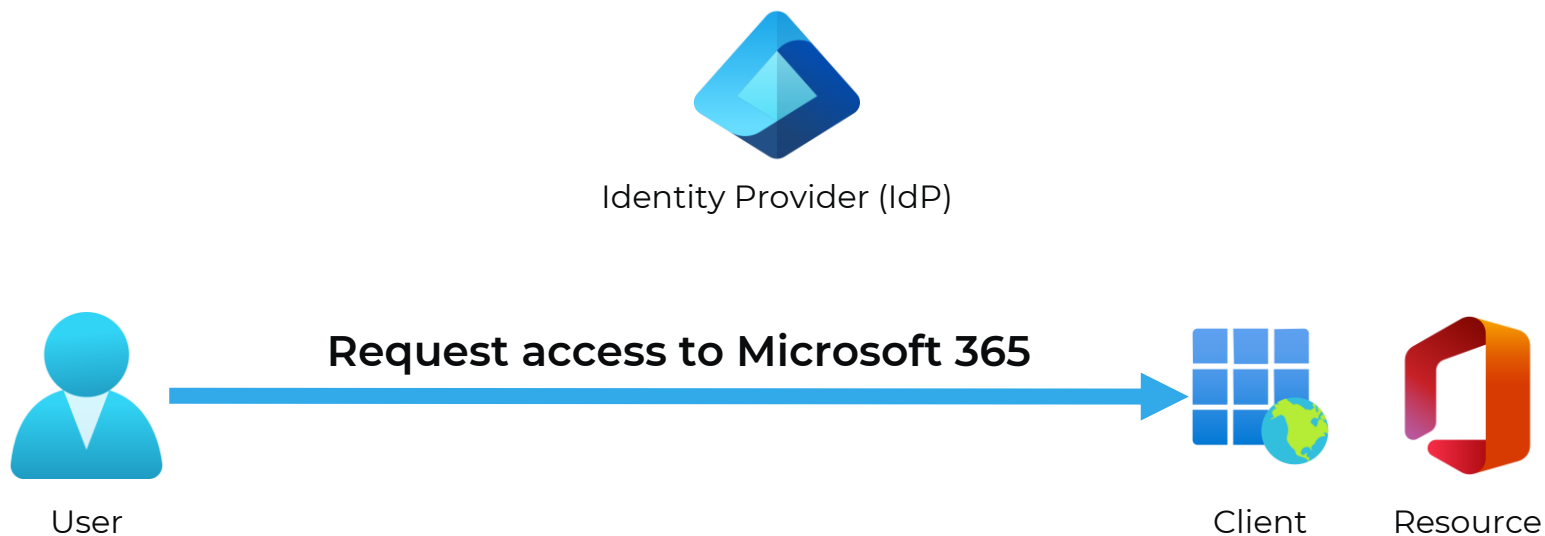 Identity Provider (IdP)
Request access to Microsoft 365
User
Client
Resource